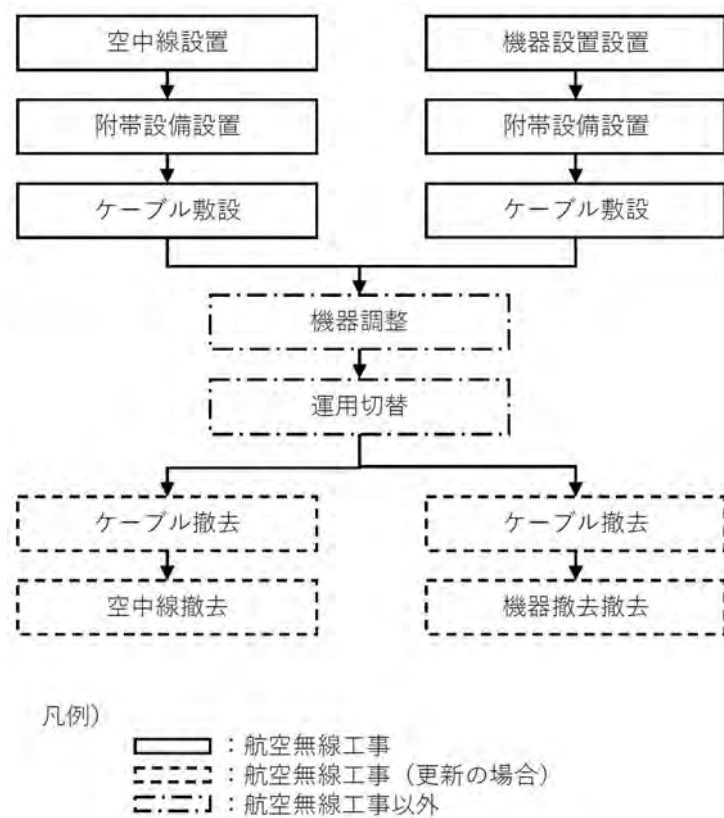 空中線設置
機器設置設置
附帯設備設置
附帯設備設置
ケーブル敷設
ケーブル敷設
機器調整
運用切替
ケーブル撤去
ケーブル撤去
空中線撤去
機器撤去撤去
凡例）
：航空無線工事
：航空無線工事（更新の場合）
：航空無線工事以外